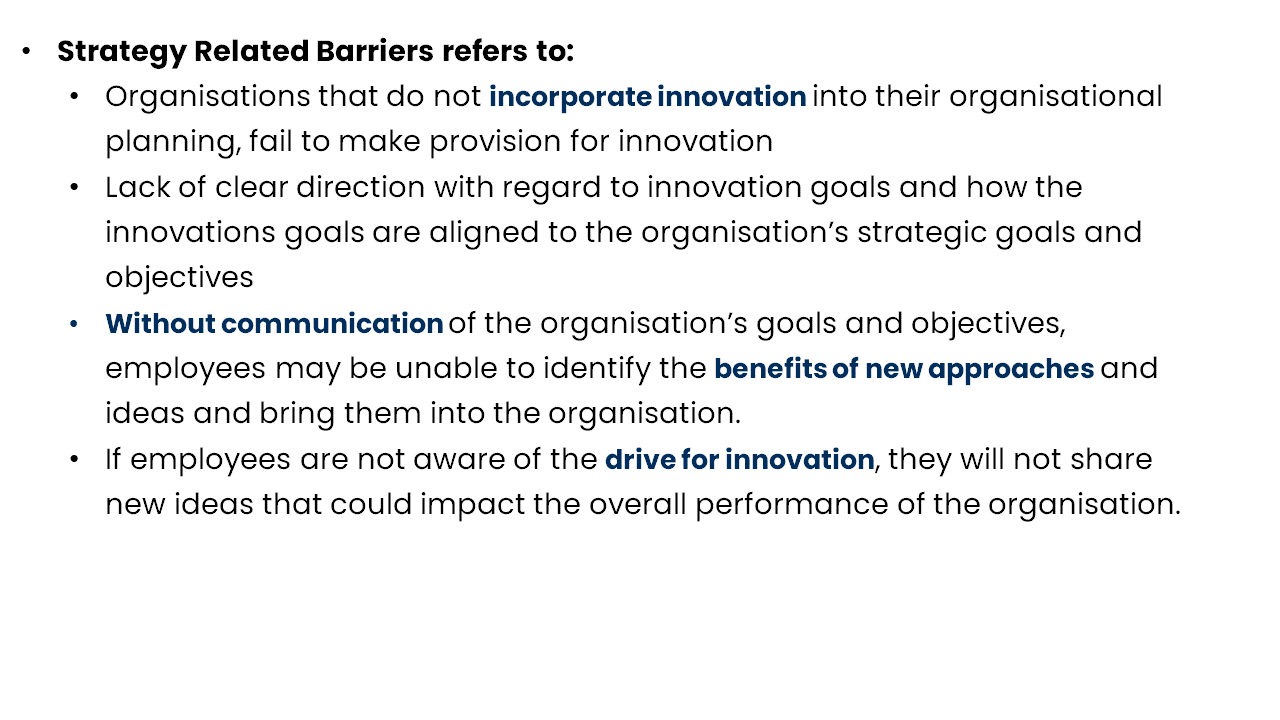 • Strategy Related Barriers refers to:
• Organisations that do not incorporate innovation into their organisational
planning, fail to make provision for innovation
• Lack of clear direction with regard to innovation goals and how the
innovations goals are aligned to the organisation’s strategic goals and
objectives
• Without communication of the organisation’s goals and objectives,
employees may be unable to identify the benefits of new approaches and
ideas and bring them into the organisation.
• If employees are not aware of the drive for innovation, they will not share
new ideas that could impact the overall performance of the organisation.